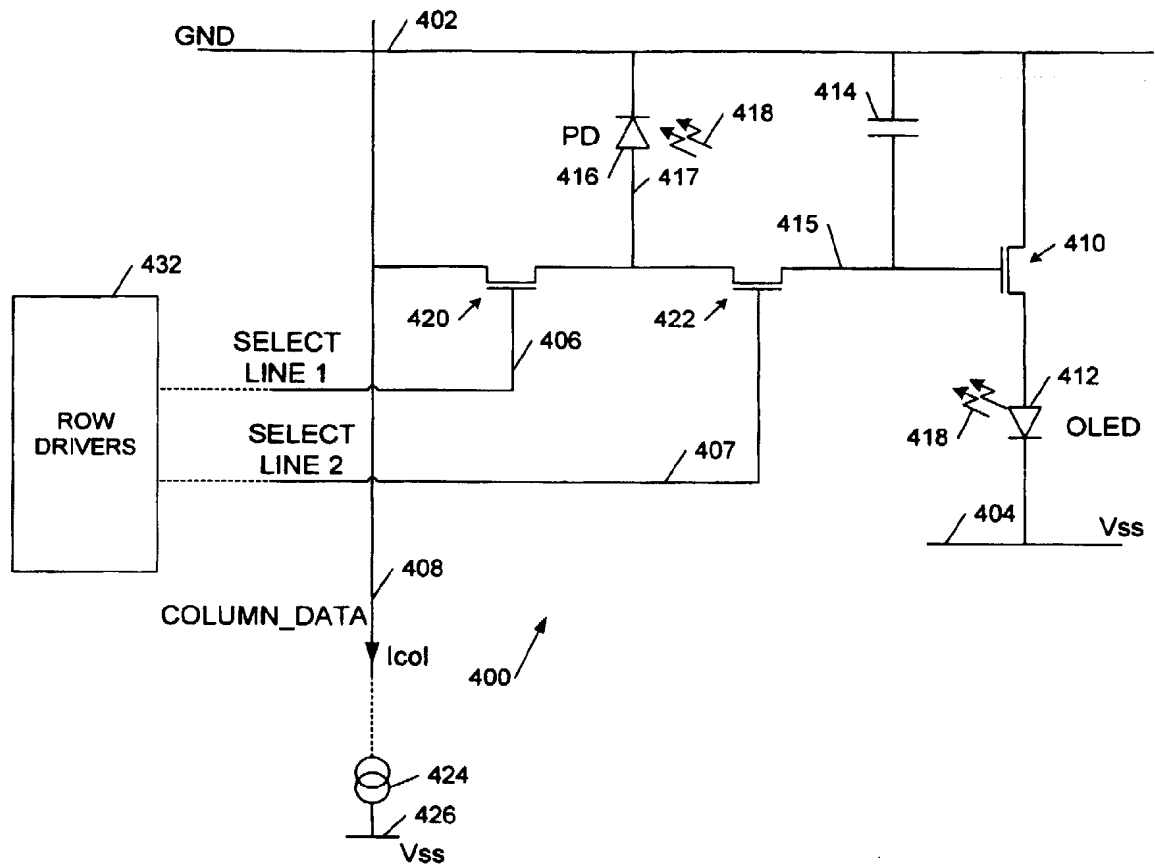 402
GND
414
PD
418
416
417
415
410
432
420
422
SELECT
LINE 1
406
412
ROW
DRIVERS
SELECT
LINE 2
418
OLED
407
404
Vss
408
COLUMN_DATA
Icol
400
424
426
Vss